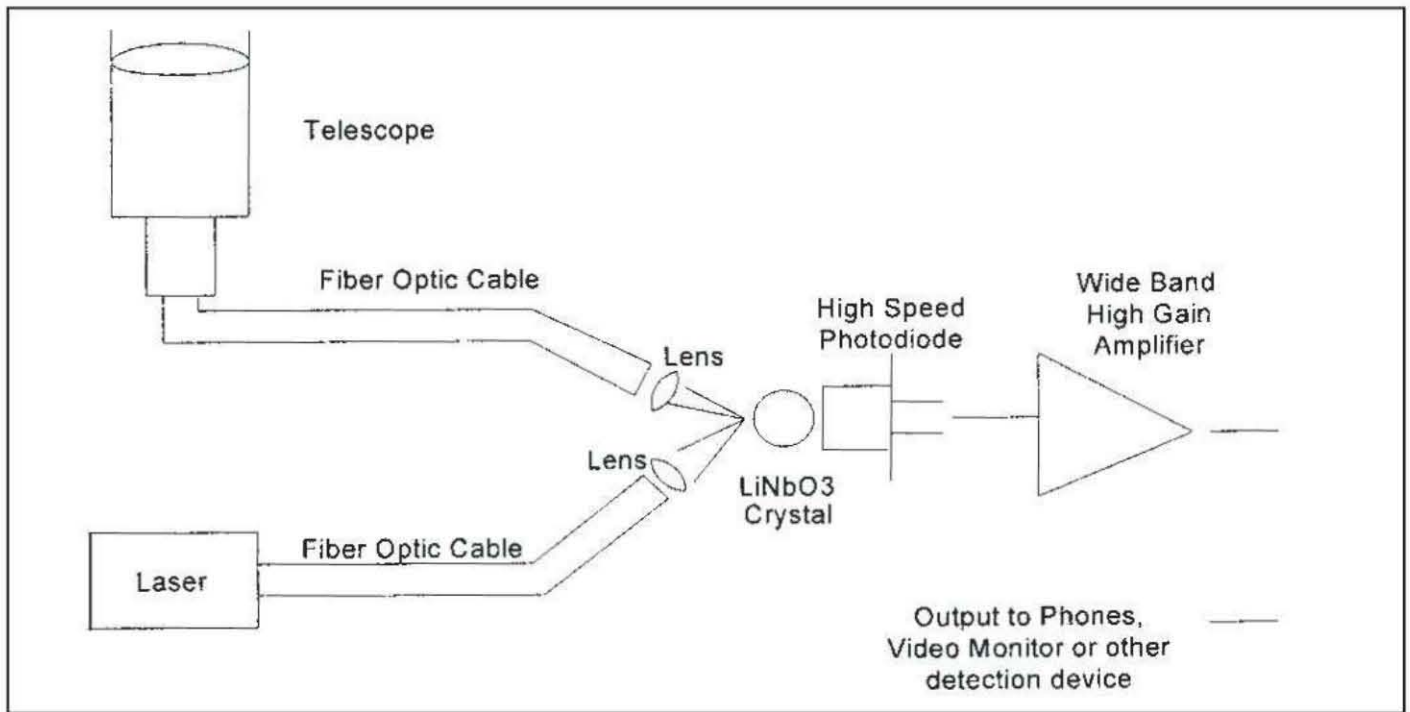 Telescope
Fiber Optic Cable
Wide Band
High Gain
Amplifier
High Speed
Photodiode
Lens
Lens
LiNbO3
Crystal
Fiber Optic Cable
Laser
Output to Phones,
Video Monitor or other
detection device